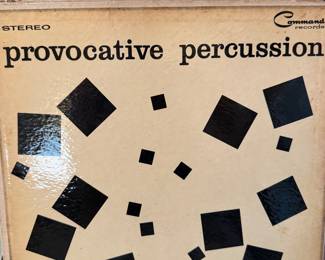 STEREO
Command
records
provocative percussion